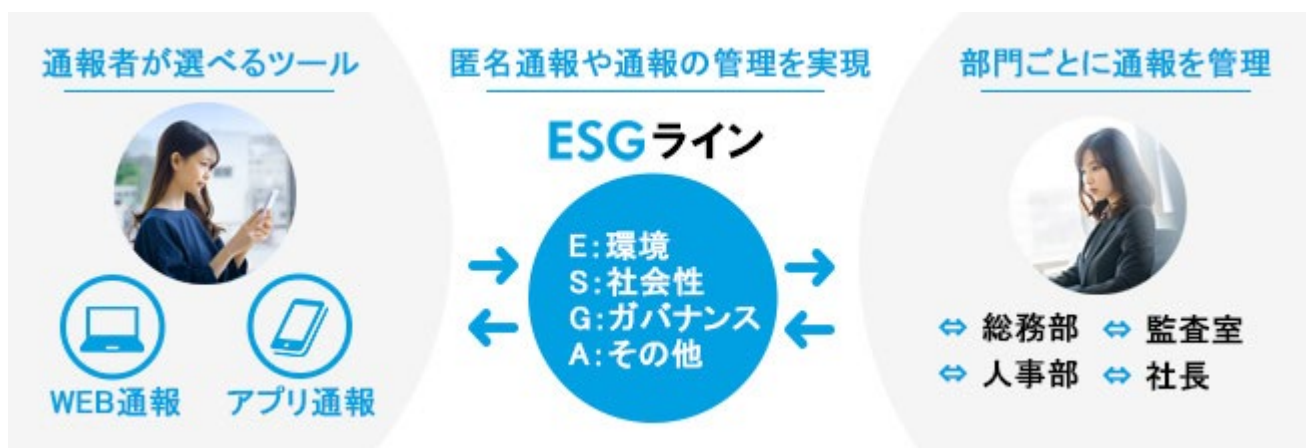 通報者が選べるツール
WEB通報
アプリ通報
匿名通報や通報の管理を実現
ESGライン
E:環境
S:社会性
G:ガバナンス
A:その他
部門ごとに通報を管理
⇔ 総務部 ⇔ 監査室
⇔ 人事部 ⇔ 社長